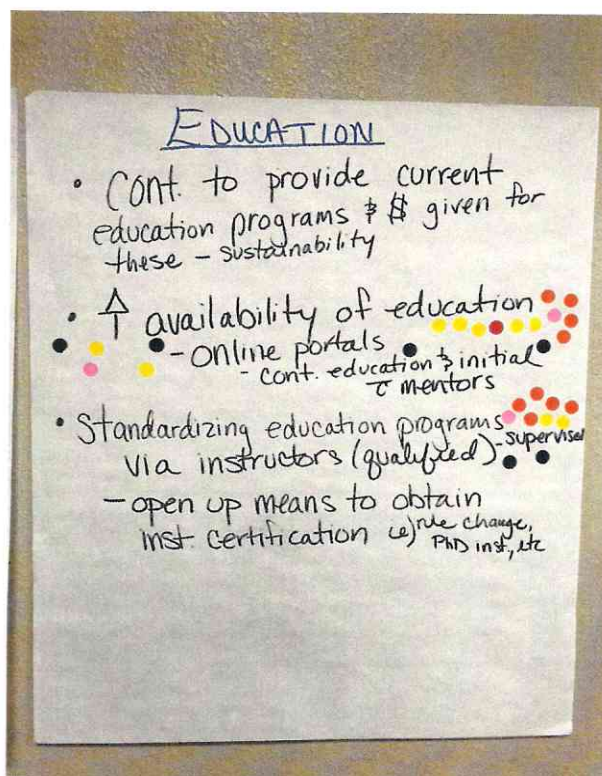 EDUCATION
• Cont. to provide current
education programs & $ given for
these - sustainability
• ↑ availability of education
- online portals
- cont. education & initial
c̄ mentors
• Standardizing education programs
via instructors (qualified) - supervised
- open up means to obtain
inst. certification ie) rule change,
PhD inst, etc